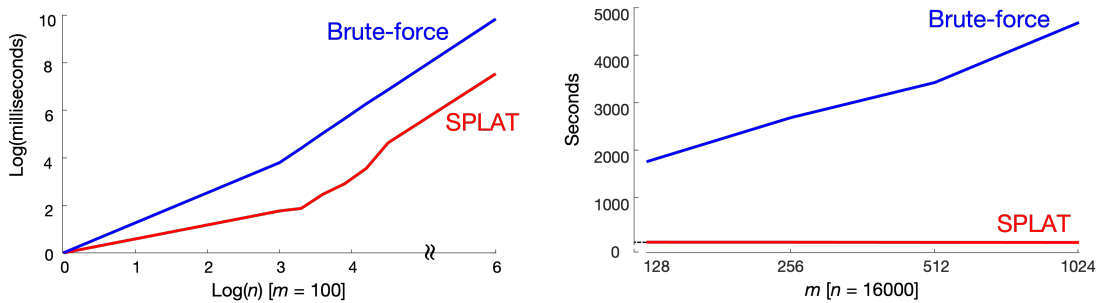 10
8
6
4
2
0
Log(milliseconds)
Brute-force
SPLAT
0 1 2 3 4 6
Log(n) [m = 100]
5000
4000
3000
2000
1000
0
Seconds
Brute-force
SPLAT
128 256 512 1024
m [n = 16000]